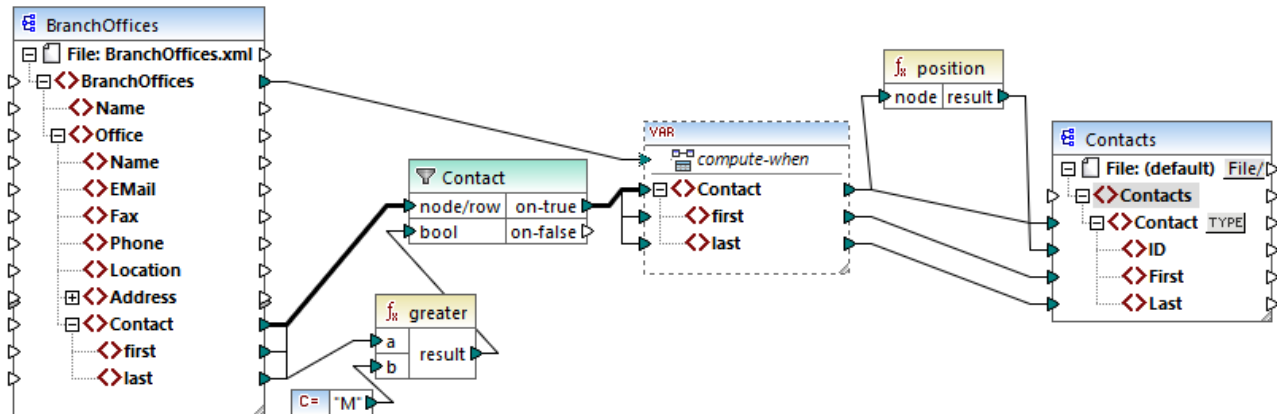 BranchOffices
File: BranchOffices.xml
BranchOffices
Name
Office
Name
EMail
Fax
Phone
Location
Address
Contact
first
last
Contact
node/row on-true
bool on-false
fx greater
a
result
b
C= "M"
VAR
compute-when
Contact
first
last
fx position
node result
Contacts
File: (default) File/
Contacts
Contact TYPE
ID
First
Last